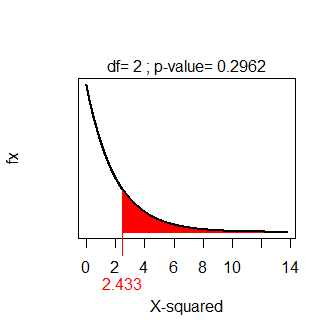 df= 2 ; p-value= 0.2962
fx
0 2 4 6 8 10 14
2.433
X-squared